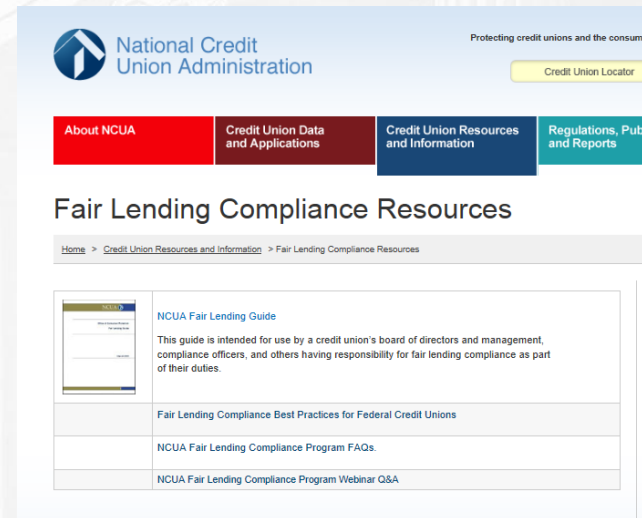 National Credit
Union Administration
Protecting credit unions and the consum
Credit Union Locator
About NCUA
Credit Union Data
and Applications
Credit Union Resources
and Information
Regulations, Pub
and Reports
Fair Lending Compliance Resources
Home > Credit Union Resources and Information > Fair Lending Compliance Resources
NCUA
NCUA Fair Lending Guide
This guide is intended for use by a credit union's board of directors and management,
compliance officers, and others having responsibility for fair lending compliance as part
of their duties.
Fair Lending Compliance Best Practices for Federal Credit Unions
NCUA Fair Lending Compliance Program FAQs.
NCUA Fair Lending Compliance Program Webinar Q&A